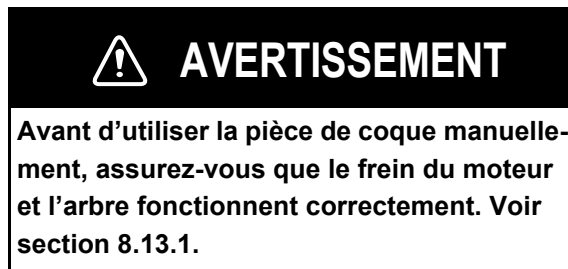 AVERTISSEMENT
Avant d’utiliser la pièce de coque manuelle-
ment, assurez-vous que le frein du moteur
et l’arbre fonctionnent correctement. Voir
section 8.13.1.